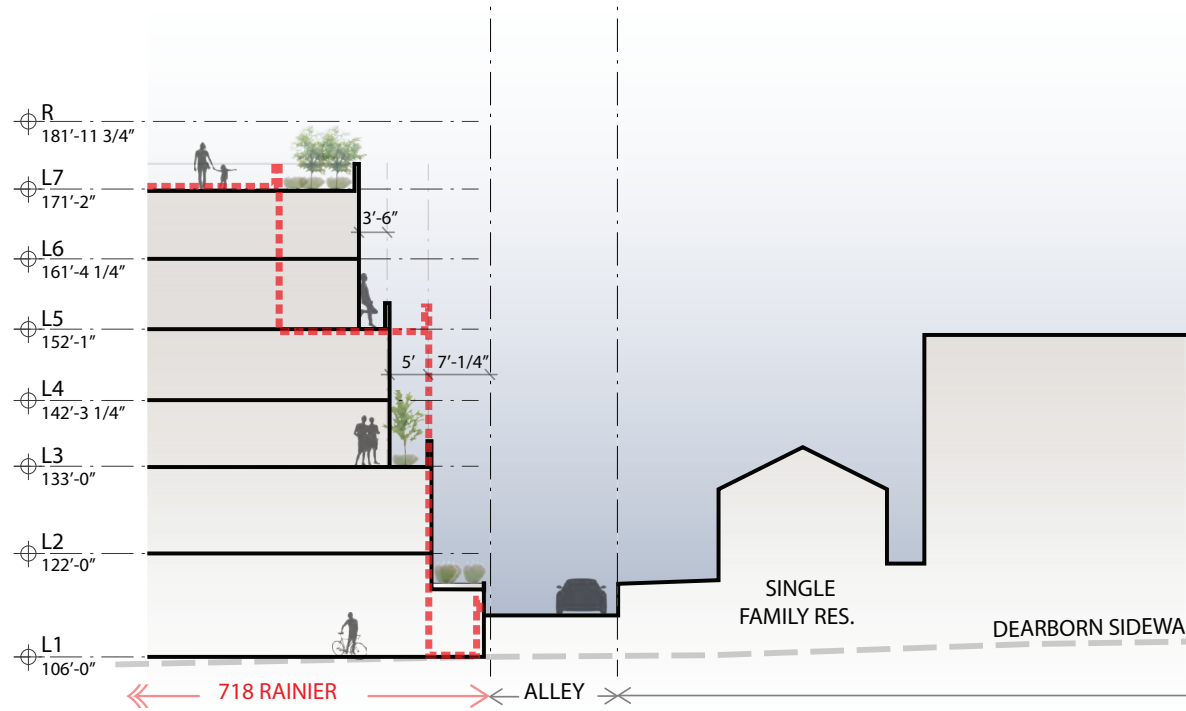 R
181'-11 3/4"
L7
171'-2"
3'-6"
L6
161'-4 1/4"
L5
152'-1"
5'
7'-1/4"
L4
142'-3 1/4"
L3
133'-0"
L2
122'-0"
SINGLE
FAMILY RES.
DEARBORN SIDEWA
L1
106'-0"
718 RAINIER
ALLEY